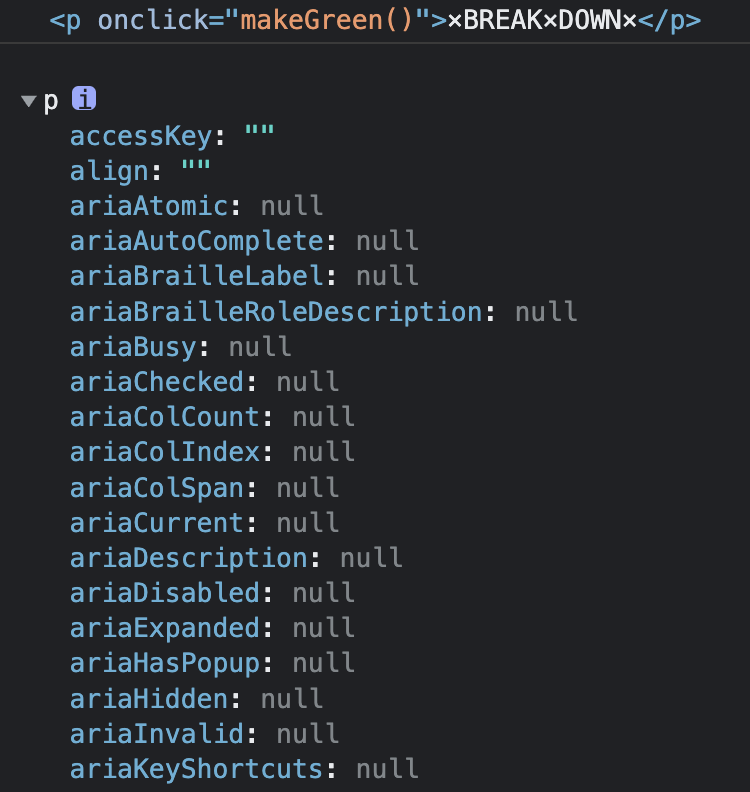 <p onclick="makeGreen()">×BREAK×DOWN×</p>
▼ p i
accessKey: ""
align: ""
ariaAtomic: null
ariaAutoComplete: null
ariaBrailleLabel: null
ariaBrailleRoleDescription: null
ariaBusy: null
ariaChecked: null
ariaColCount: null
ariaColIndex: null
ariaColSpan: null
ariaCurrent: null
ariaDescription: null
ariaDisabled: null
ariaExpanded: null
ariaHasPopup: null
ariaHidden: null
ariaInvalid: null
ariaKeyShortcuts: null